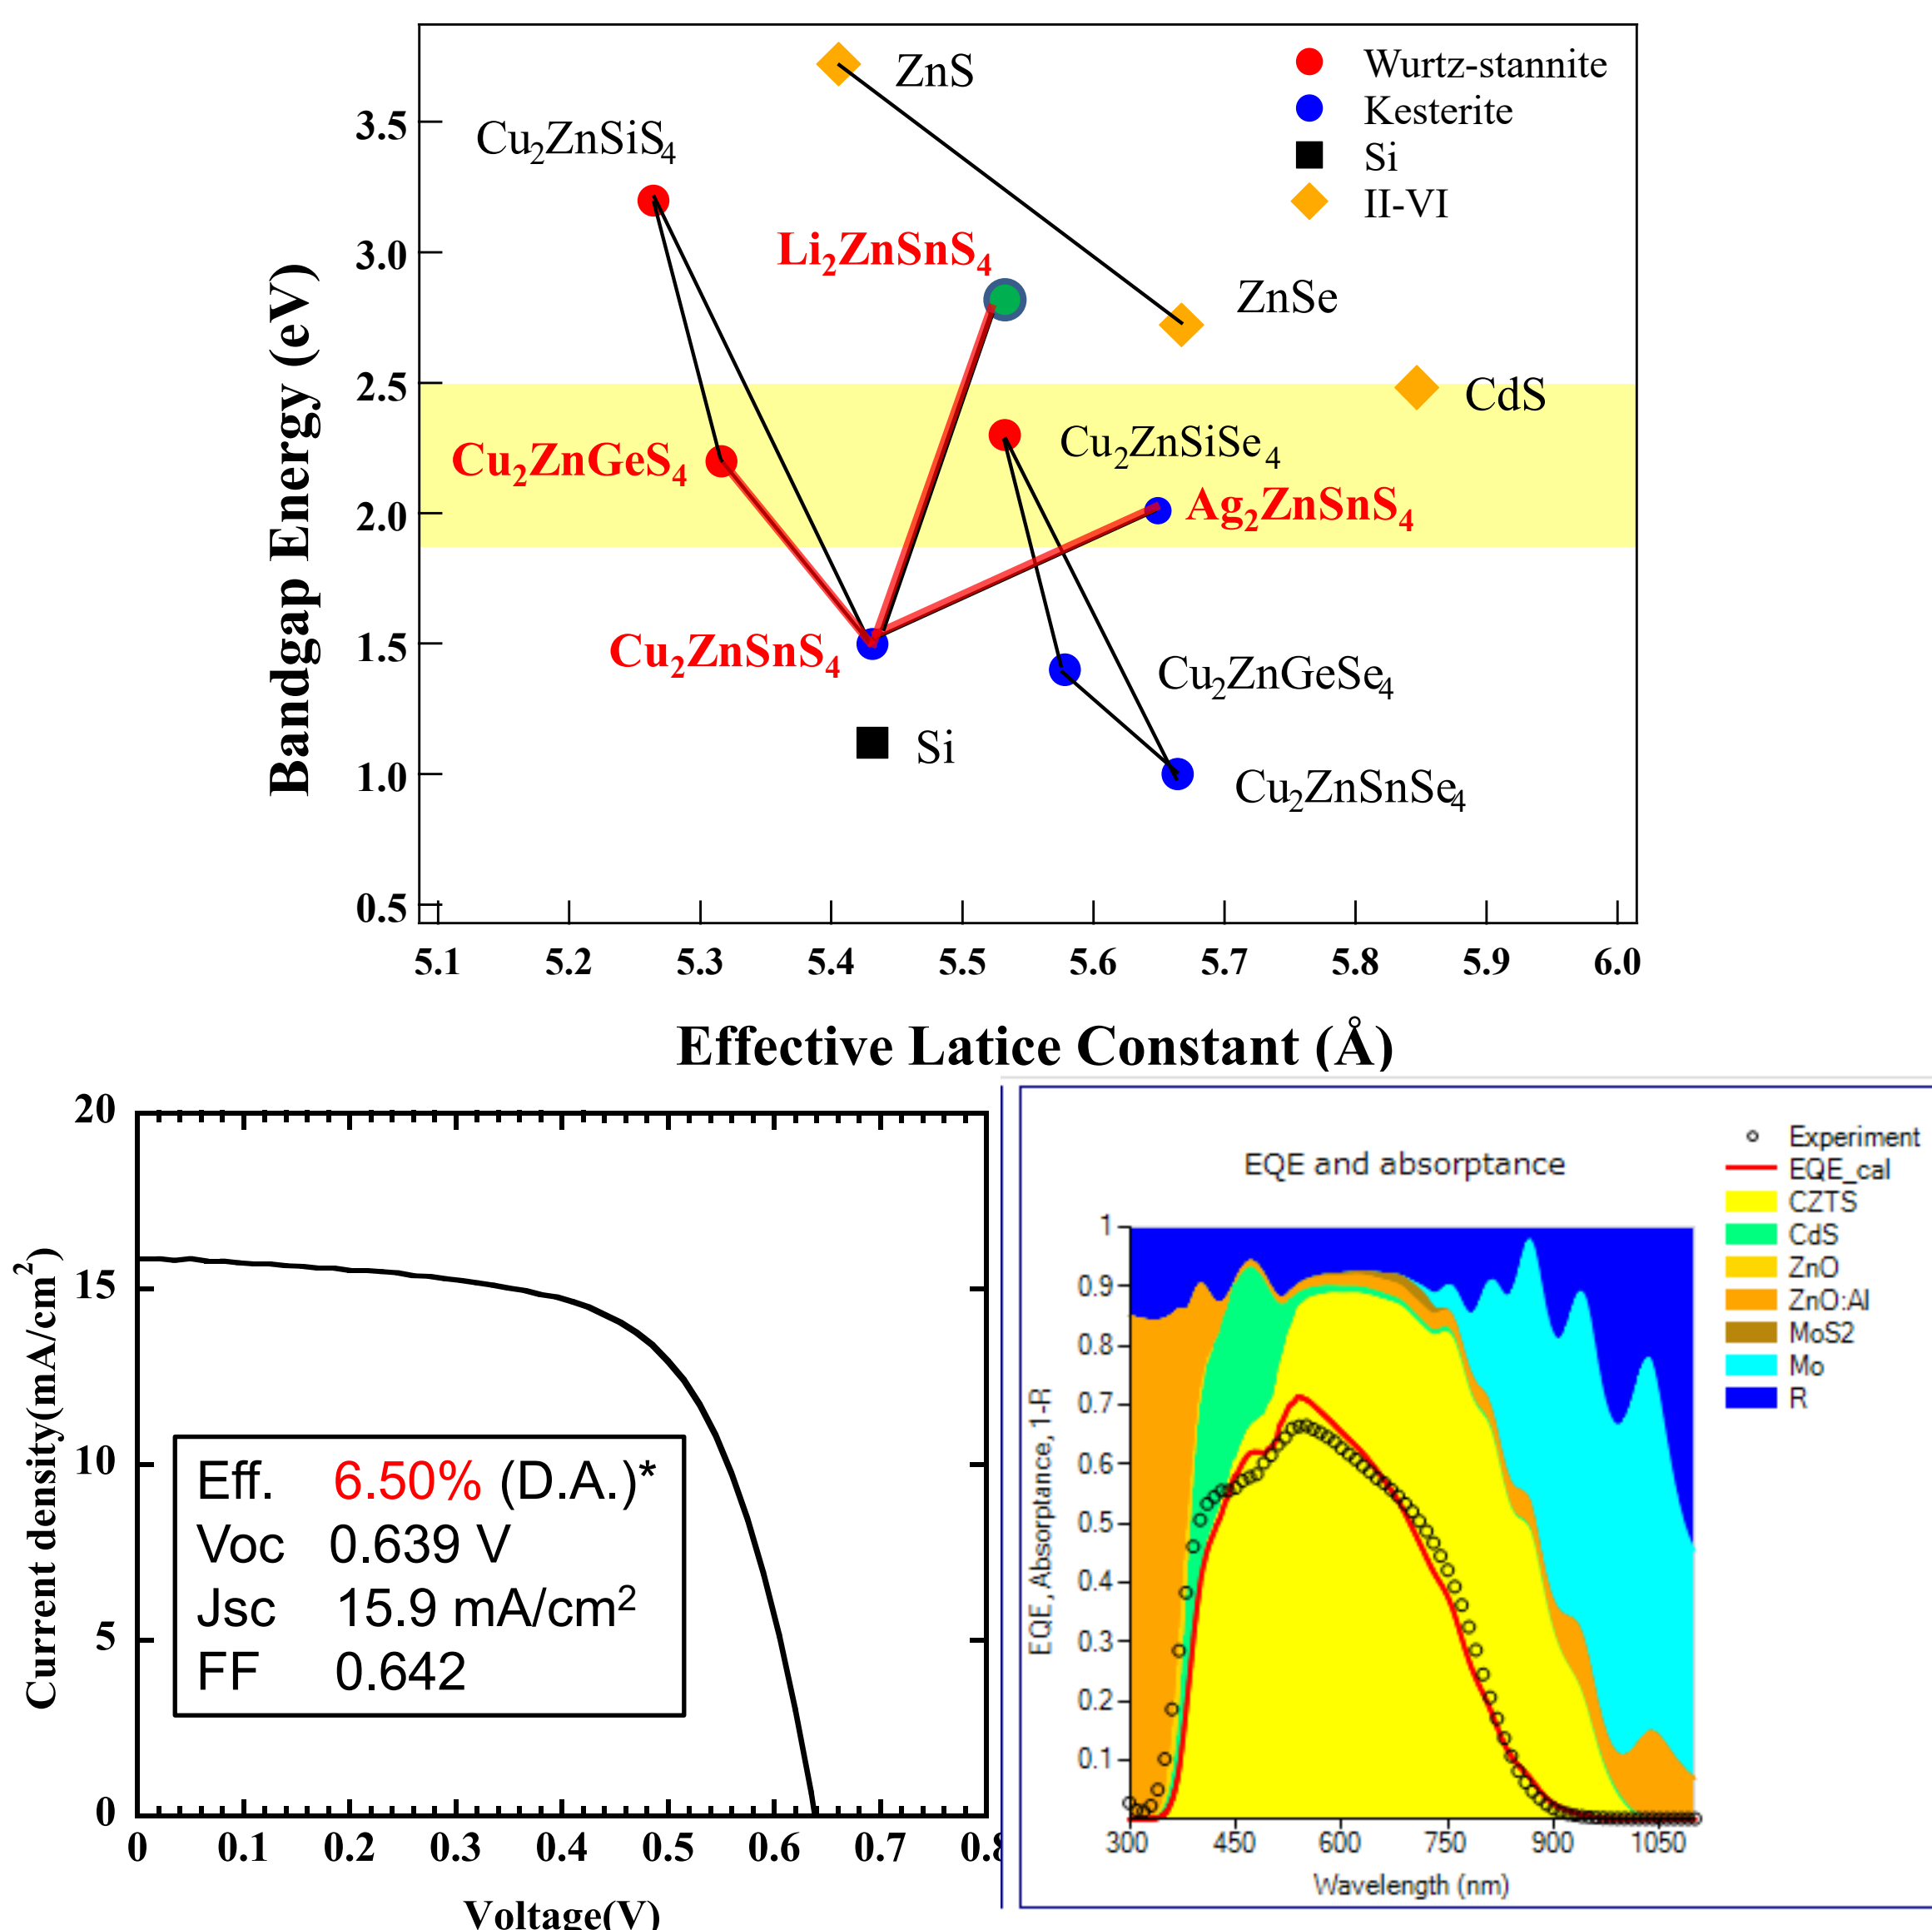 Wurtz-stannite
Kesterite
Si
II-VI
ZnS
Cu₂ZnSiS₄
Li₂ZnSnS₄
ZnSe
CdS
Cu₂ZnSiSe₄
Cu₂ZnGeS₄
Ag₂ZnSnS₄
Cu₂ZnSnS₄
Cu₂ZnGeSe₄
Si
Cu₂ZnSnSe₄
Bandgap Energy (eV)
3.5
3.0
2.5
2.0
1.5
1.0
0.5
5.1 5.2 5.3 5.4 5.5 5.6 5.7 5.8 5.9 6.0
Effective Latice Constant (Å)
Current density(mA/cm²)
20
15
10
5
0
Eff. 6.50% (D.A.)*
Voc 0.639 V
Jsc 15.9 mA/cm²
FF 0.642
0 0.1 0.2 0.3 0.4 0.5 0.6 0.7 0.8
Voltage(V)
EQE and absorptance
Experiment
EQE_cal
CZTS
CdS
ZnO
ZnO:Al
MoS2
Mo
R
EQE, Absorptance, 1-R
1
0.9
0.8
0.7
0.6
0.5
0.4
0.3
0.2
0.1
300 450 600 750 900 1050
Wavelength (nm)